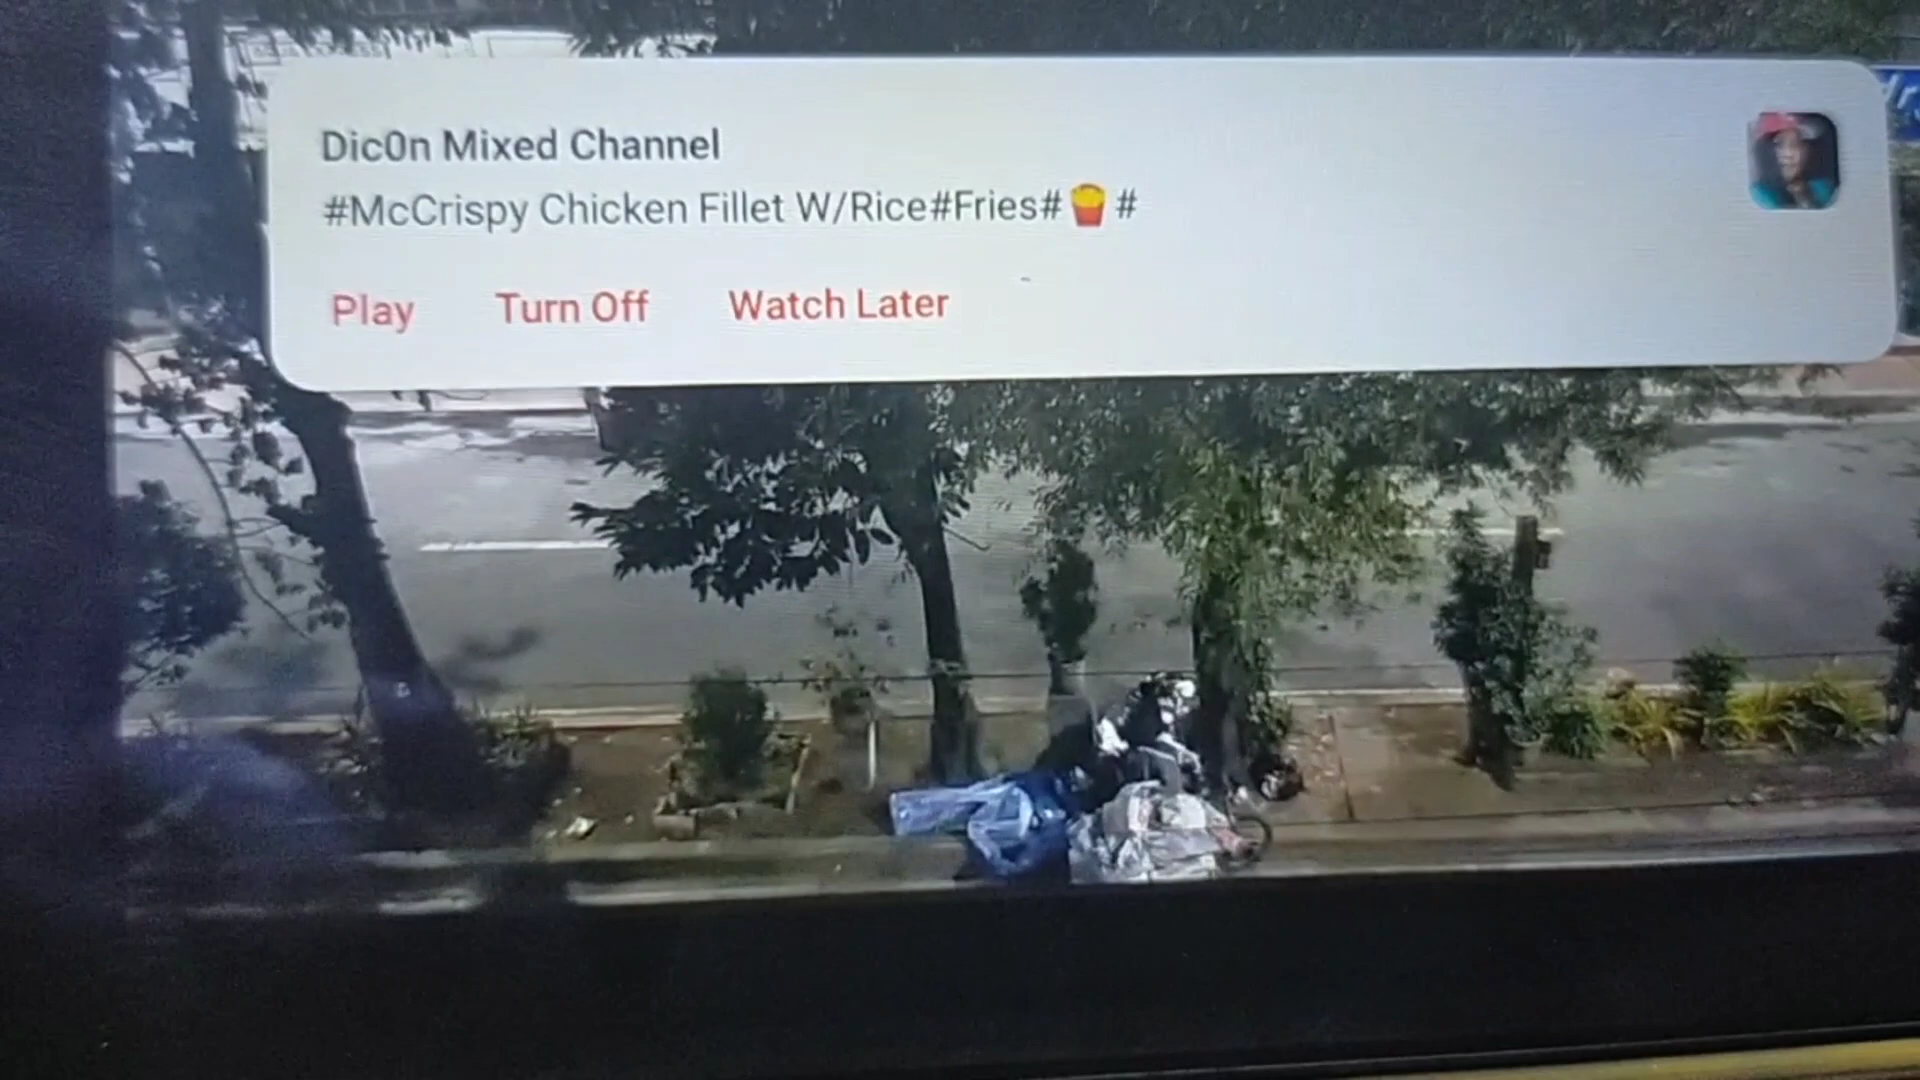 Dic0n Mixed Channel
#McCrispy Chicken Fillet W/Rice#Fries#🍟#
Play
Turn Off
Watch Later